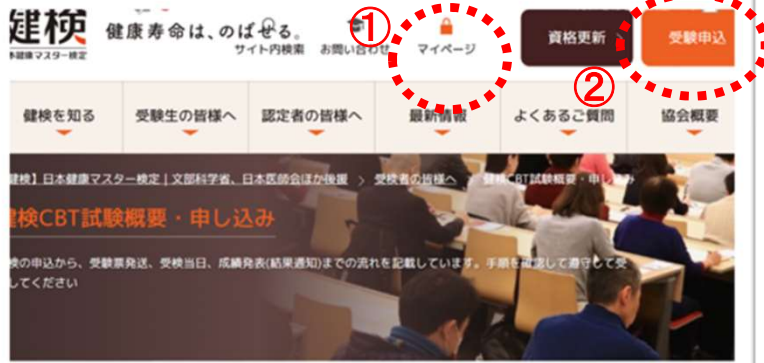 健検 健康寿命は、のばせる。
本健康マスター検定
サイト内検索 お問い合わせ ① マイページ 資格更新 受験申込
②
健検を知る 受験生の皆様へ 認定者の皆様へ 最新情報 よくあるご質問 協会概要
健検】日本健康マスター検定｜文部科学省、日本医師会ほか後援 > 受検者の皆様へ > 健検CBT試験概要・申し込み
健検CBT試験概要・申し込み
検の申込から、受験票発送、受検当日、成績発表(結果通知)までの流れを記載しています。手順を確認して遵守して受
してください